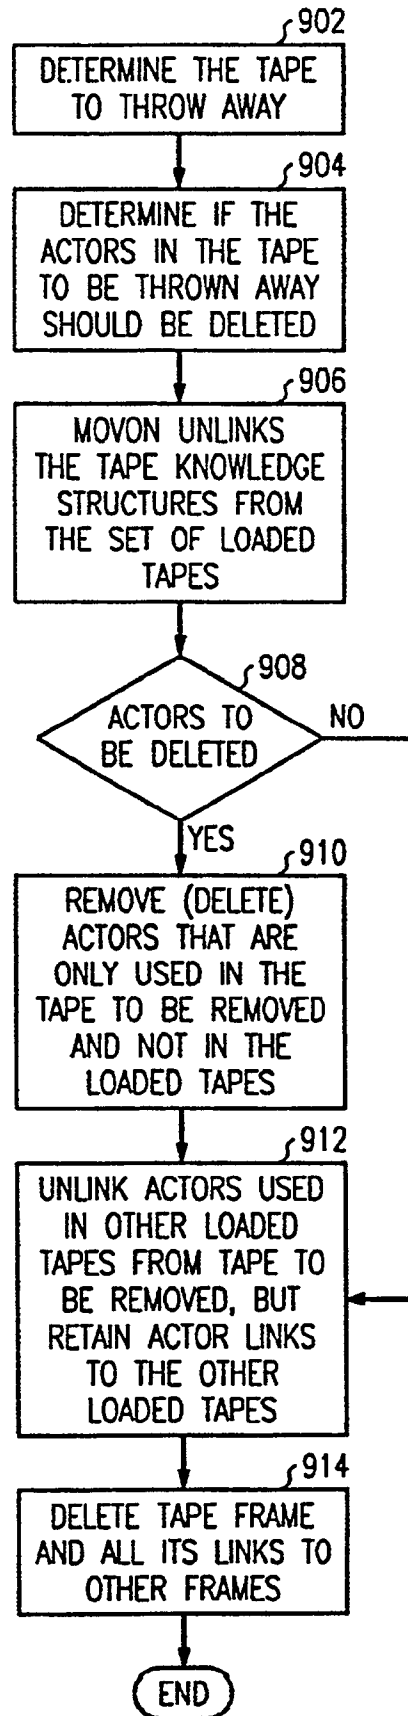 902
DETERMINE THE TAPE
TO THROW AWAY
904
DETERMINE IF THE
ACTORS IN THE TAPE
TO BE THROWN AWAY
SHOULD BE DELETED
906
MOVON UNLINKS
THE TAPE KNOWLEDGE
STRUCTURES FROM
THE SET OF LOADED
TAPES
908
ACTORS TO
BE DELETED
NO
YES
910
REMOVE (DELETE)
ACTORS THAT ARE
ONLY USED IN THE
TAPE TO BE REMOVED
AND NOT IN THE
LOADED TAPES
912
UNLINK ACTORS USED
IN OTHER LOADED
TAPES FROM TAPE TO
BE REMOVED, BUT
RETAIN ACTOR LINKS
TO THE OTHER
LOADED TAPES
914
DELETE TAPE FRAME
AND ALL ITS LINKS TO
OTHER FRAMES
END